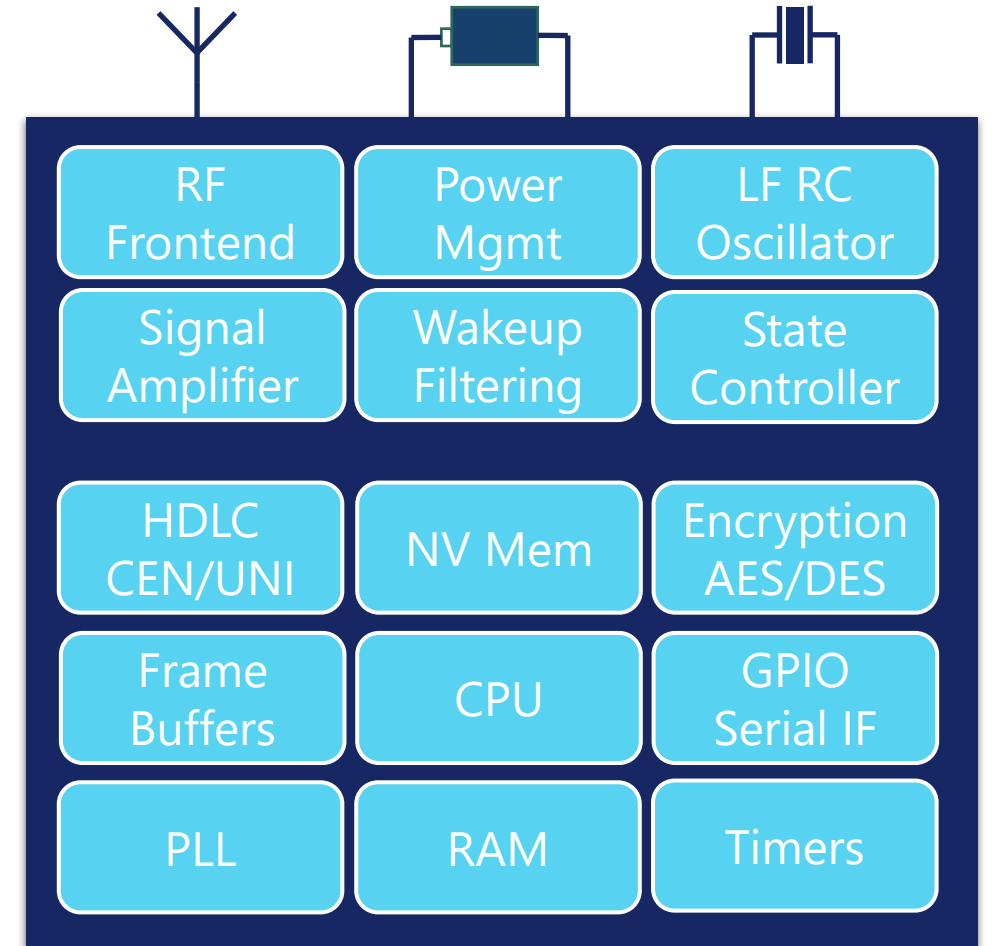 RF
Frontend
Power
Mgmt
LF RC
Oscillator
Signal
Amplifier
Wakeup
Filtering
State
Controller
HDLC
CEN/UNI
NV Mem
Encryption
AES/DES
Frame
Buffers
CPU
GPIO
Serial IF
PLL
RAM
Timers